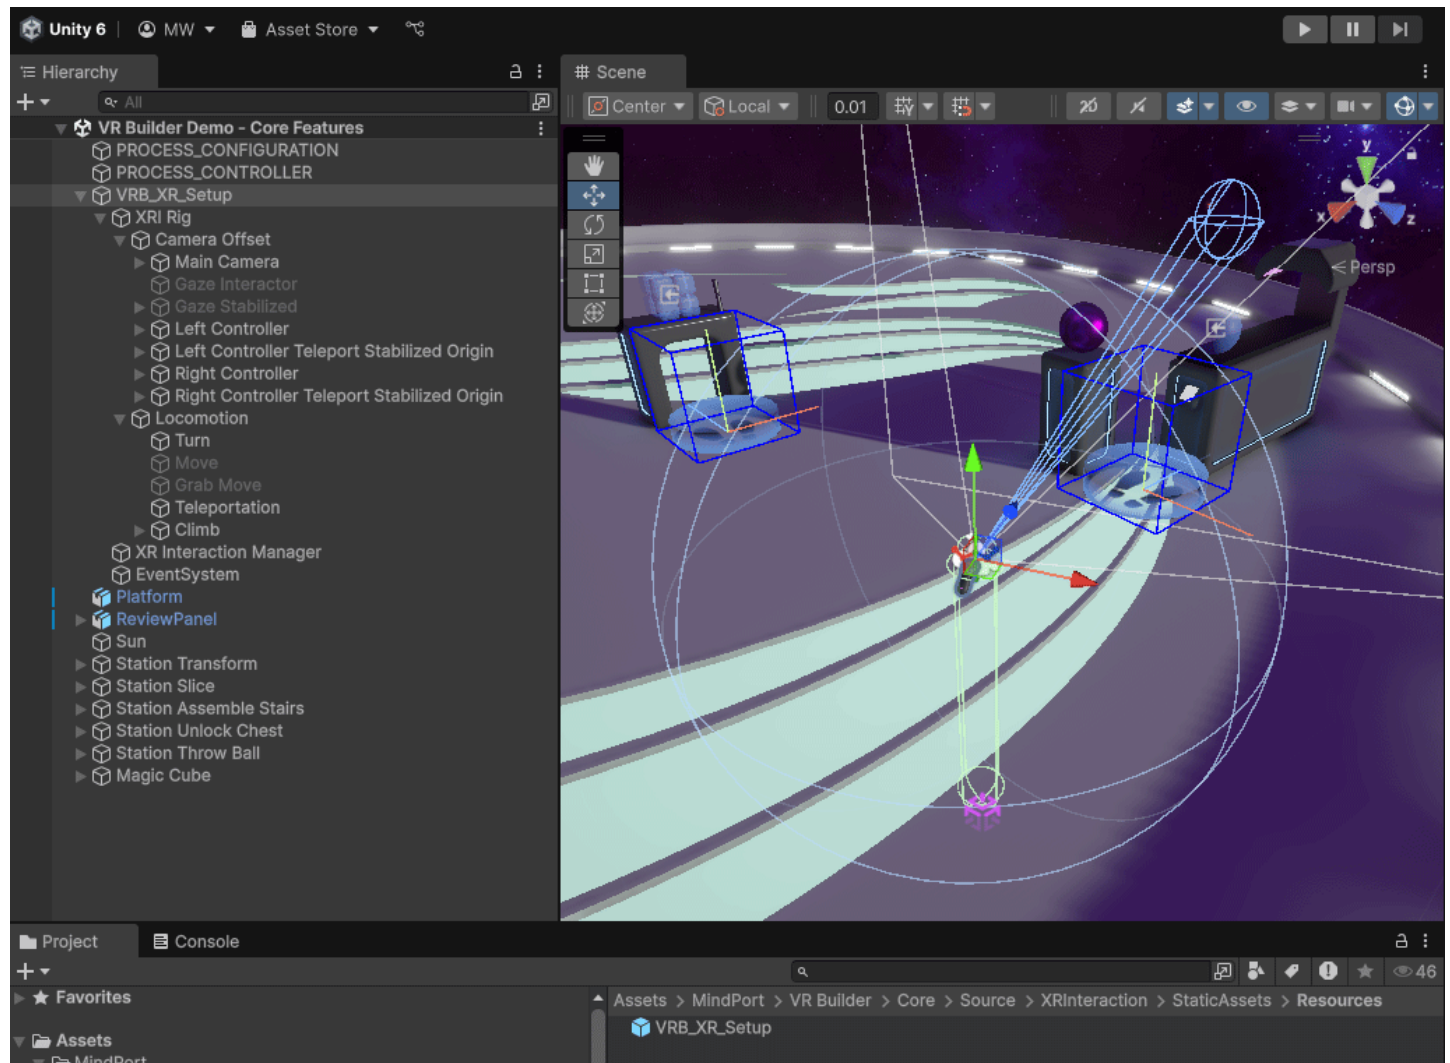 Unity 6 MW Asset Store
Hierarchy
All
VR Builder Demo - Core Features
PROCESS_CONFIGURATION
PROCESS_CONTROLLER
VRB_XR_Setup
XRI Rig
Camera Offset
Main Camera
Gaze Interactor
Gaze Stabilized
Left Controller
Left Controller Teleport Stabilized Origin
Right Controller
Right Controller Teleport Stabilized Origin
Locomotion
Turn
Move
Grab Move
Teleportation
Climb
XR Interaction Manager
EventSystem
Platform
ReviewPanel
Sun
Station Transform
Station Slice
Station Assemble Stairs
Station Unlock Chest
Station Throw Ball
Magic Cube
Scene
Center Local 0.01 2D
y
x z
Persp
Project Console
46
Favorites
Assets
MindPort
Assets > MindPort > VR Builder > Core > Source > XRInteraction > StaticAssets > Resources
VRB_XR_Setup